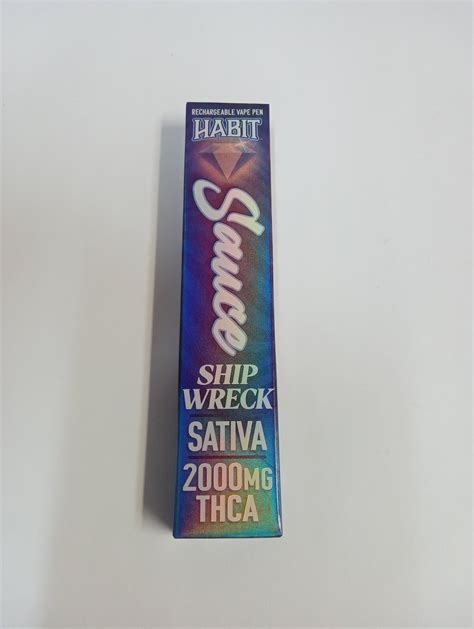 RECHARGEABLE VAPE PEN
HABIT
Sauce
SHIP
WRECK
SATIVA
2000MG
THCA